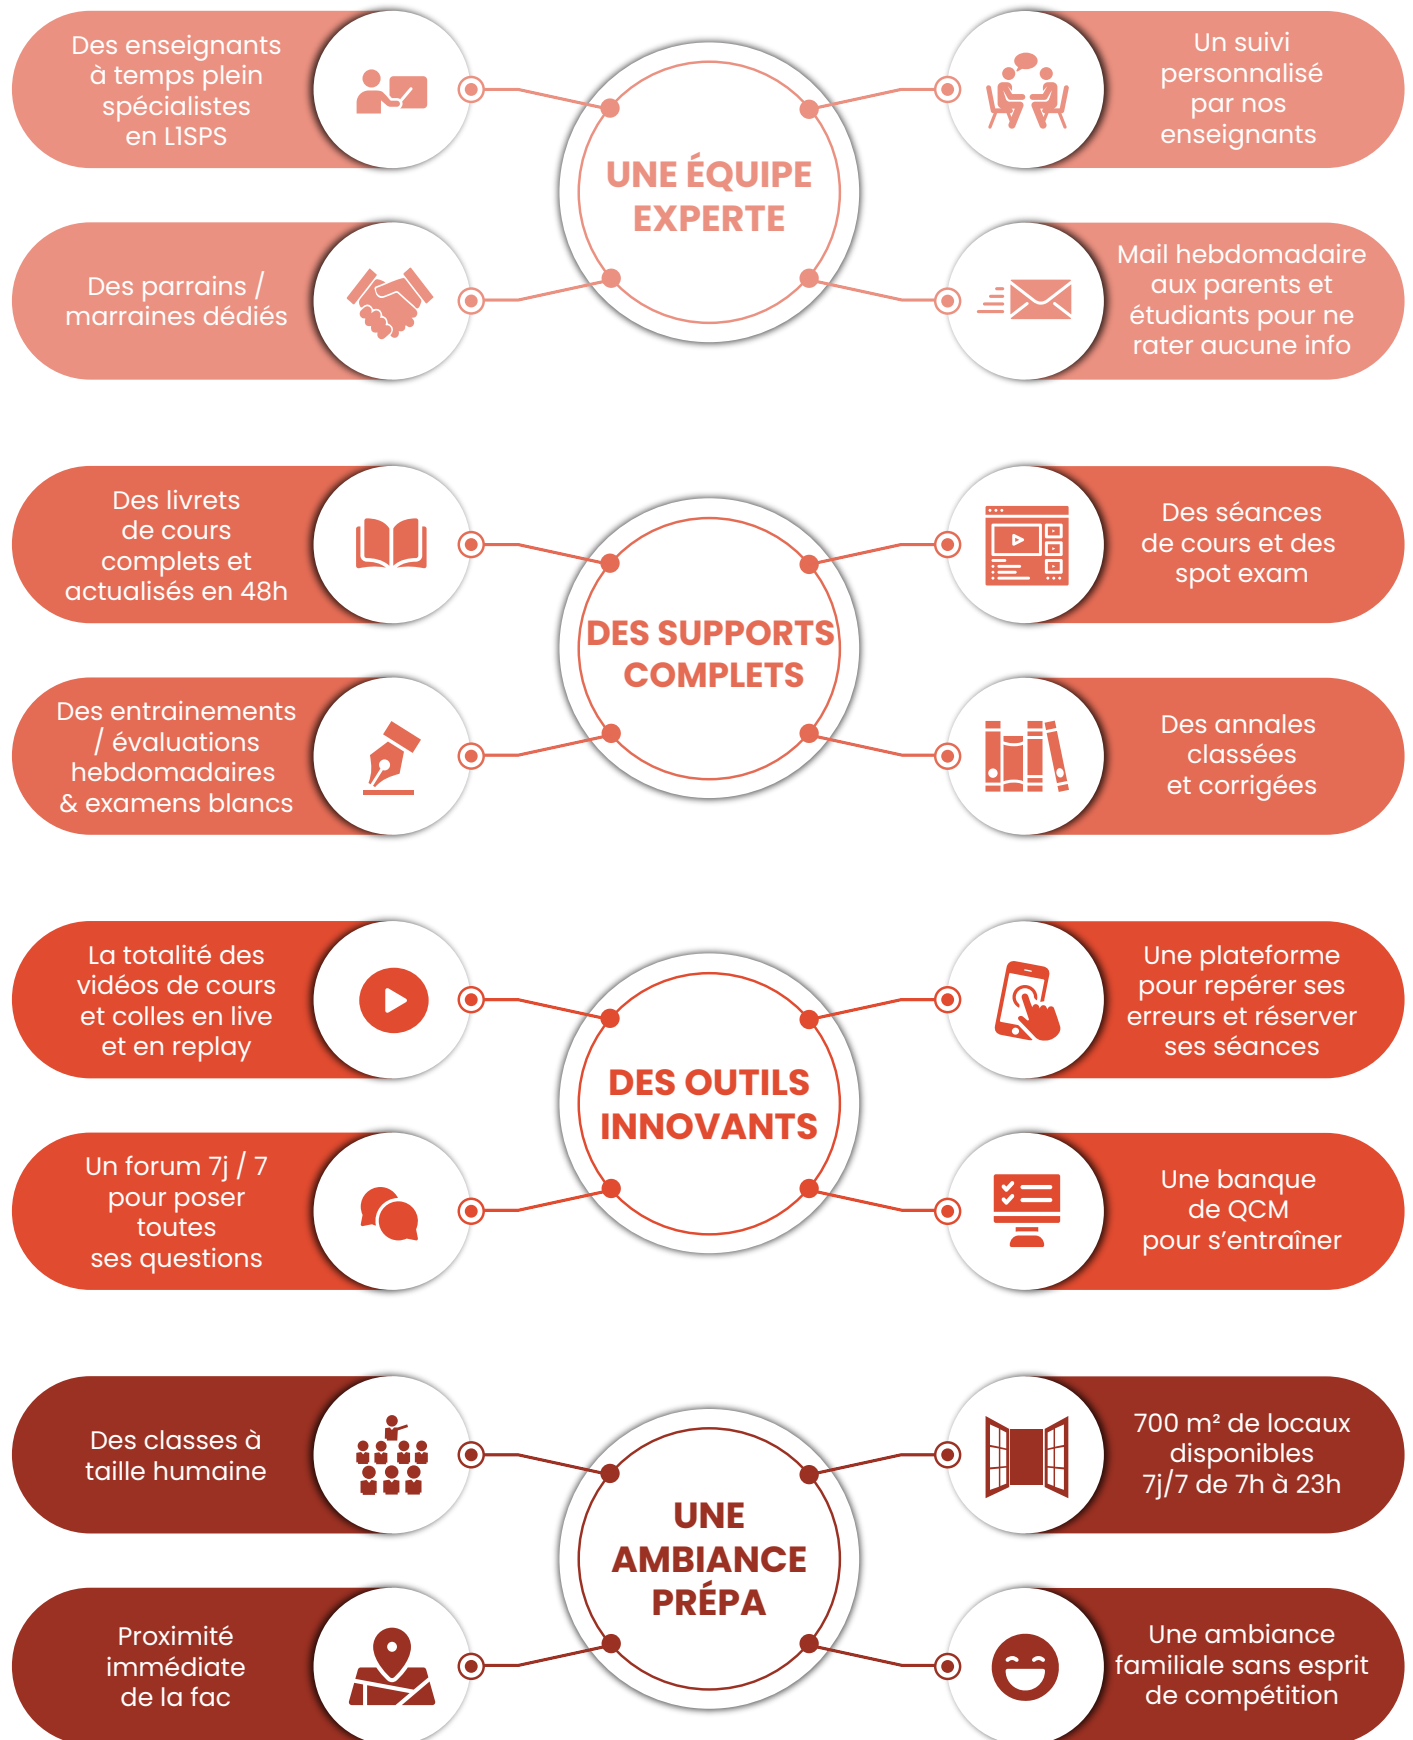 Des enseignants
à temps plein
spécialistes
en L1SPS
Un suivi
personnalisé
par nos
enseignants
UNE ÉQUIPE
EXPERTE
Des parrains /
marraines dédiés
Mail hebdomadaire
aux parents et
étudiants pour ne
rater aucune info
Des livrets
de cours
complets et
actualisés en 48h
Des séances
de cours et des
spot exam
DES SUPPORTS
COMPLETS
Des entrainements
/ évaluations
hebdomadaires
& examens blancs
Des annales
classées
et corrigées
La totalité des
vidéos de cours
et colles en live
et en replay
Une plateforme
pour repérer ses
erreurs et réserver
ses séances
DES OUTILS
INNOVANTS
Un forum 7j / 7
pour poser
toutes
ses questions
Une banque
de QCM
pour s’entraîner
Des classes à
taille humaine
700 m² de locaux
disponibles
7j/7 de 7h à 23h
UNE
AMBIANCE
PRÉPA
Proximité
immédiate
de la fac
Une ambiance
familiale sans esprit
de compétition